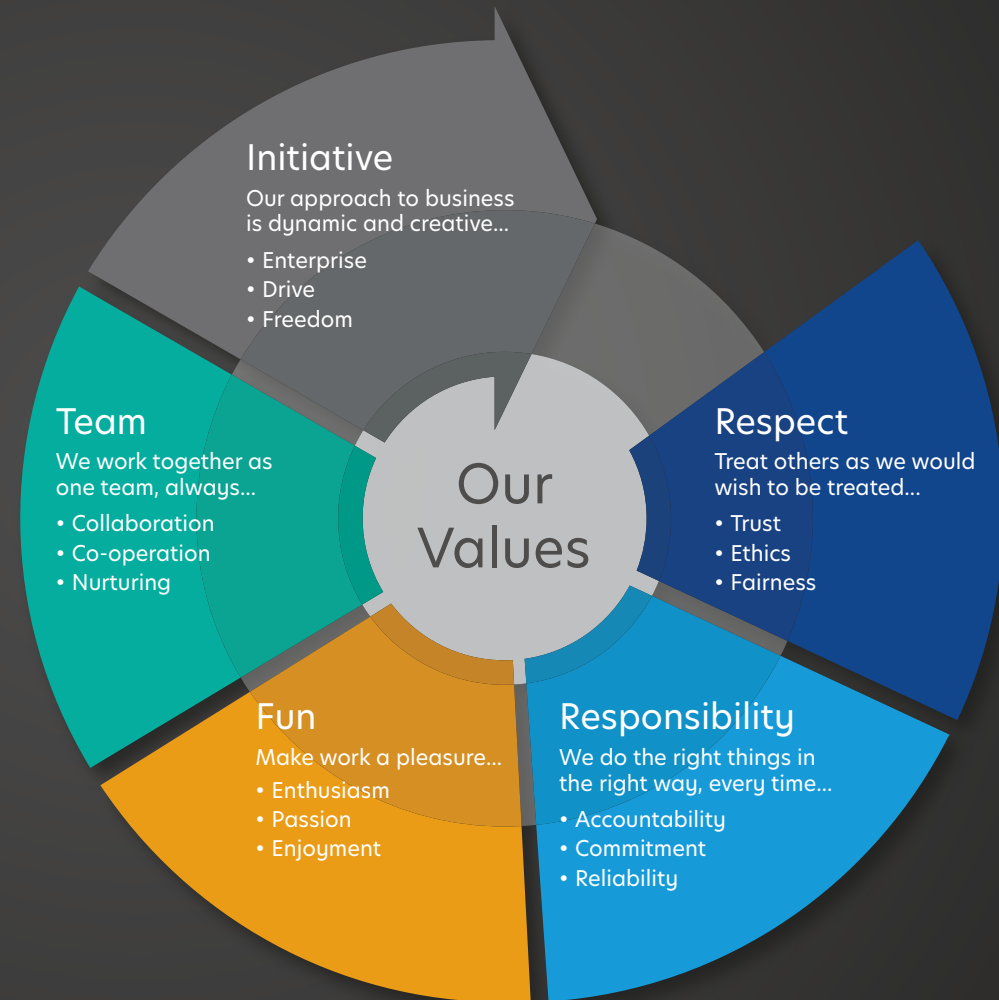 Initiative
Our approach to business
is dynamic and creative...
• Enterprise
• Drive
• Freedom
Team
We work together as
one team, always...
• Collaboration
• Co-operation
• Nurturing
Our
Values
Respect
Treat others as we would
wish to be treated...
• Trust
• Ethics
• Fairness
Fun
Make work a pleasure...
• Enthusiasm
• Passion
• Enjoyment
Responsibility
We do the right things in
the right way, every time...
• Accountability
• Commitment
• Reliability